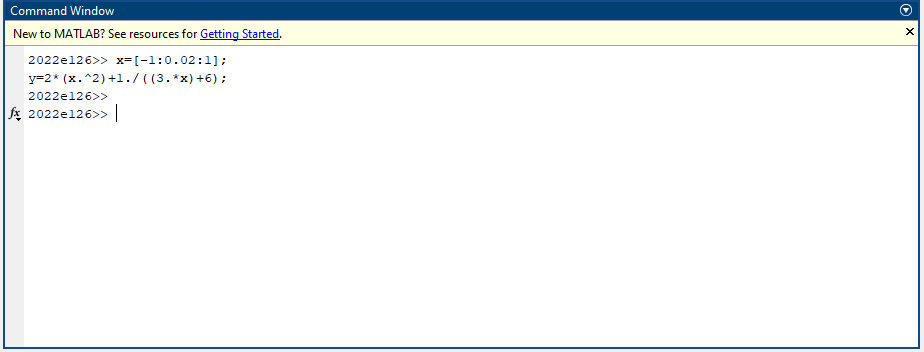 Command Window
New to MATLAB? See resources for Getting Started.
2022e126>> x=[-1:0.02:1];
y=2*(x.^2)+1./((3.*x)+6);
2022e126>>
fx 2022e126>>